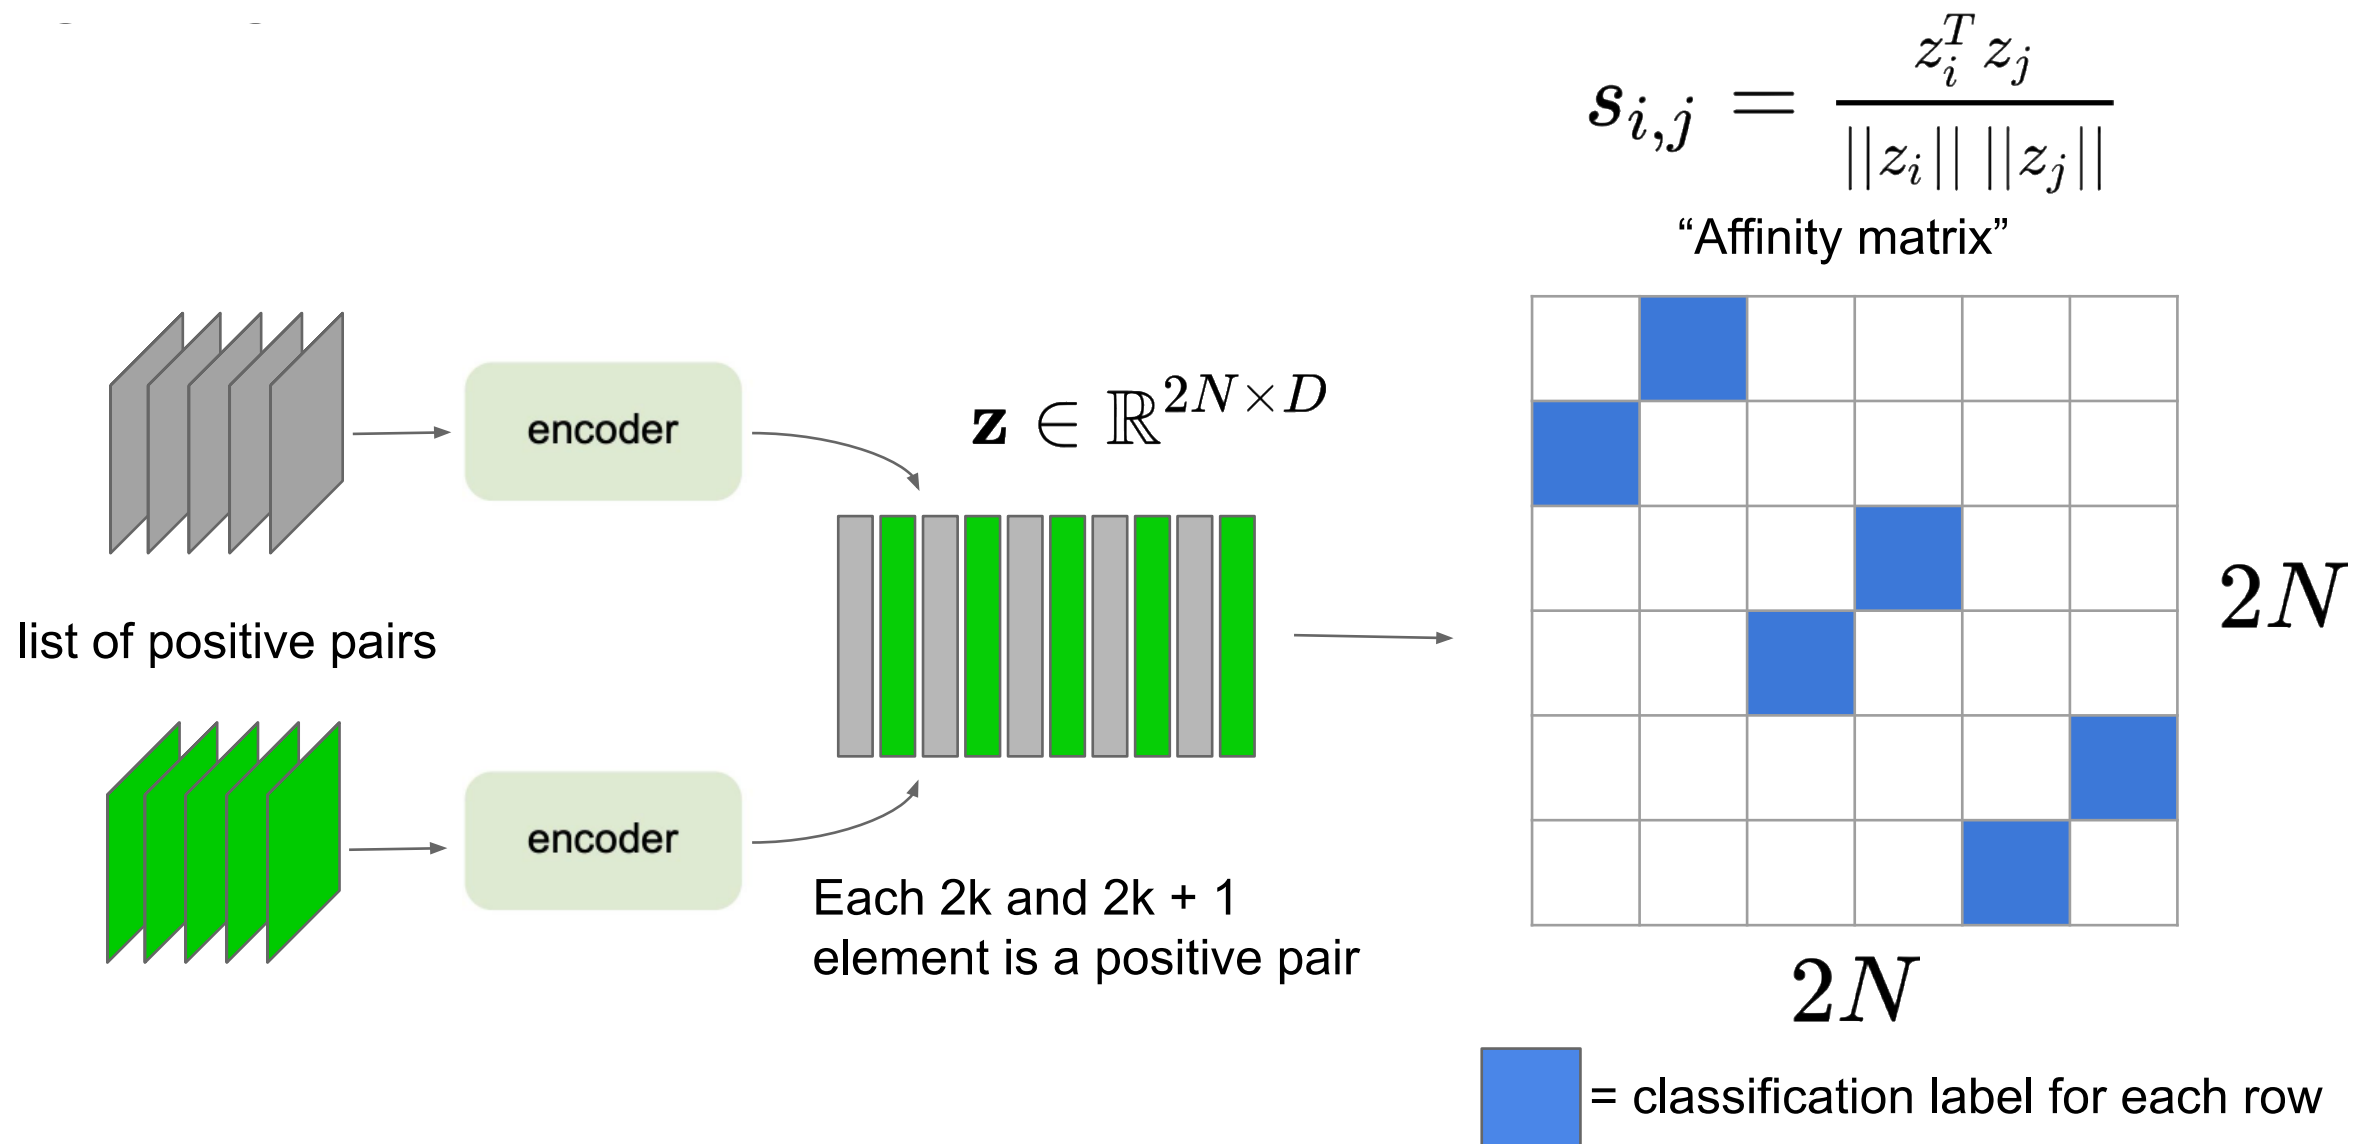 s_{i,j} = \frac{z_i^T z_j}{||z_i|| ||z_j||}
“Affinity matrix”
encoder
z ∈ ℝ^{2N×D}
list of positive pairs
2N
encoder
Each 2k and 2k + 1
element is a positive pair
2N
= classification label for each row